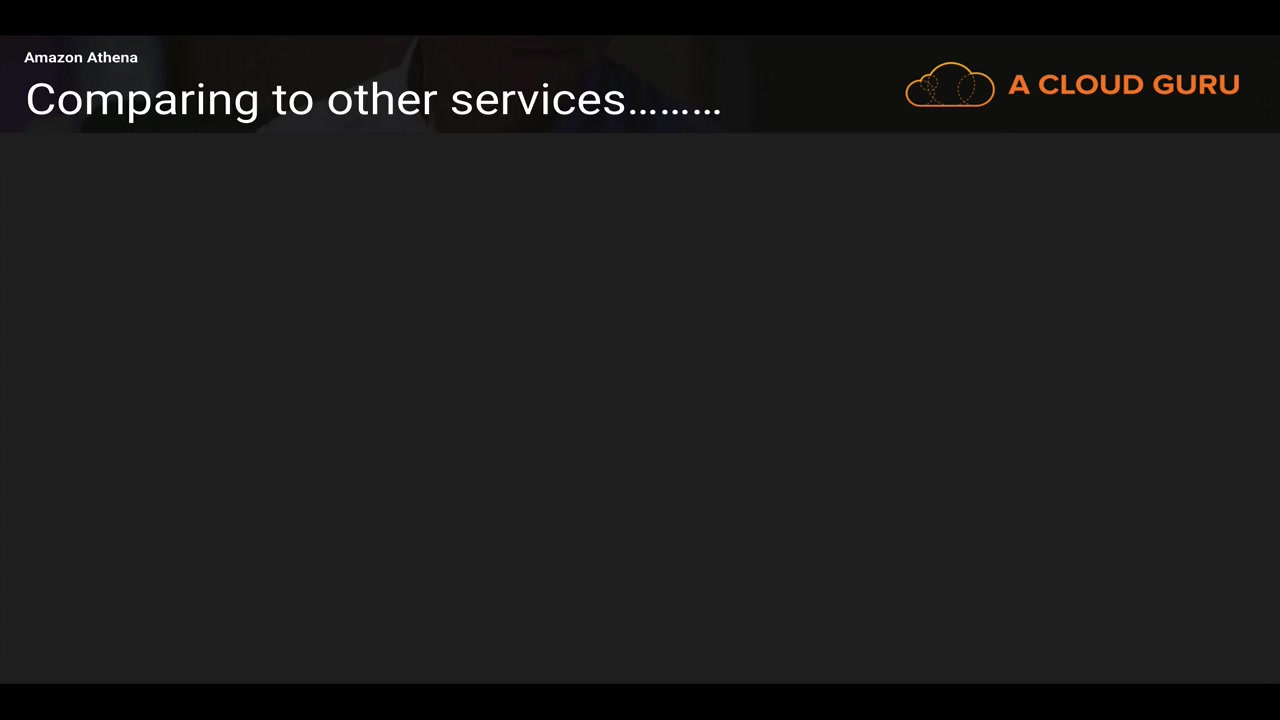 Amazon Athena
Comparing to other services.........
A CLOUD GURU